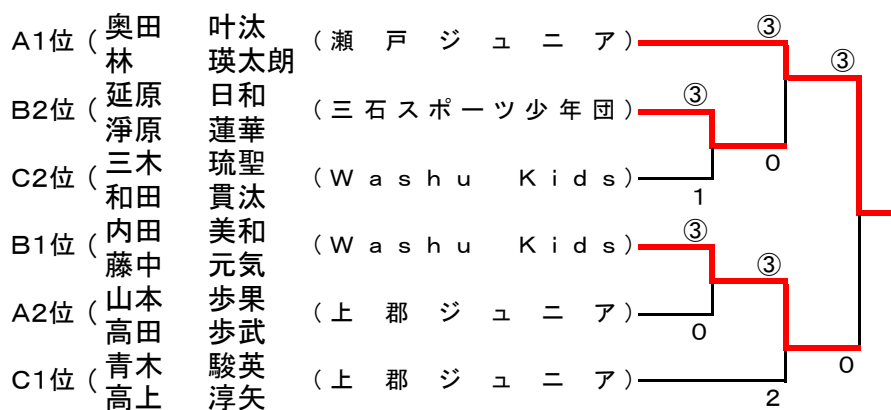 奥田 叶汰
A1位 ( ( 瀬戸ジュニア ) ③
林 瑛太朗
③
延原 日和
B2位 ( ( 三石スポーツ少年団 ) ③
淨原 蓮華
0
三木 琉聖
C2位 ( ( Washu Kids )
和田 貫汰
1
内田 美和
B1位 ( ( Washu Kids ) ③
藤中 元気
③
山本 歩果
A2位 ( ( 上郡ジュニア )
高田 歩武
0
0
青木 駿英
C1位 ( ( 上郡ジュニア )
高上 淳矢
2